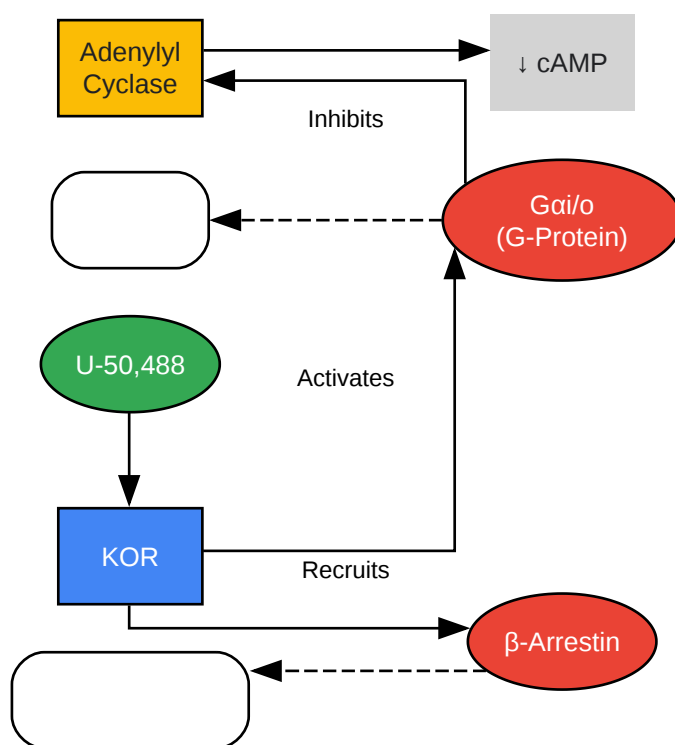 Adenylyl
Cyclase
↓ cAMP
Inhibits
Gαi/o
(G-Protein)
U-50,488
Activates
KOR
Recruits
β-Arrestin